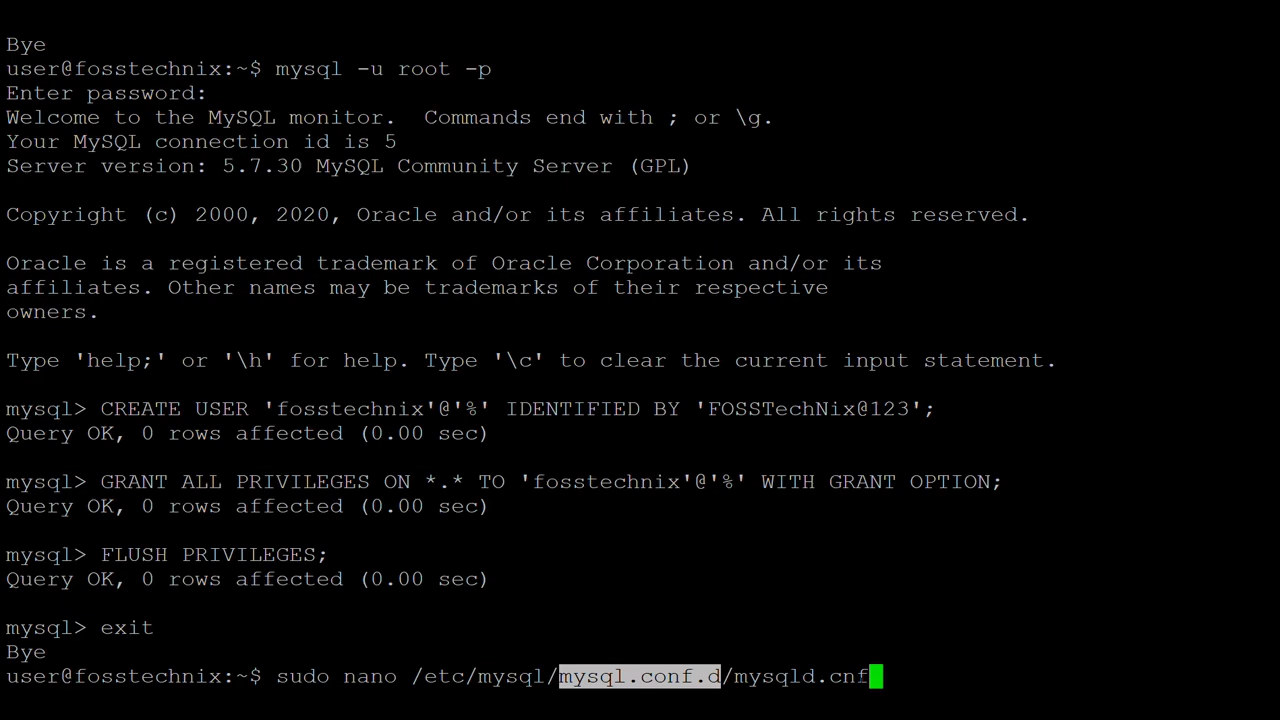 Bye
user@fosstechnix:~$ mysql -u root -p
Enter password:
Welcome to the MySQL monitor.  Commands end with ; or \g.
Your MySQL connection id is 5
Server version: 5.7.30 MySQL Community Server (GPL)
Copyright (c) 2000, 2020, Oracle and/or its affiliates. All rights reserved.
Oracle is a registered trademark of Oracle Corporation and/or its
affiliates. Other names may be trademarks of their respective
owners.
Type 'help;' or '\h' for help. Type '\c' to clear the current input statement.
mysql> CREATE USER 'fosstechnix'@'%' IDENTIFIED BY 'FOSSTechNix@123';
Query OK, 0 rows affected (0.00 sec)
mysql> GRANT ALL PRIVILEGES ON *.* TO 'fosstechnix'@'%' WITH GRANT OPTION;
Query OK, 0 rows affected (0.00 sec)
mysql> FLUSH PRIVILEGES;
Query OK, 0 rows affected (0.00 sec)
mysql> exit
Bye
user@fosstechnix:~$ sudo nano /etc/mysql/mysql.conf.d/mysqld.cnf